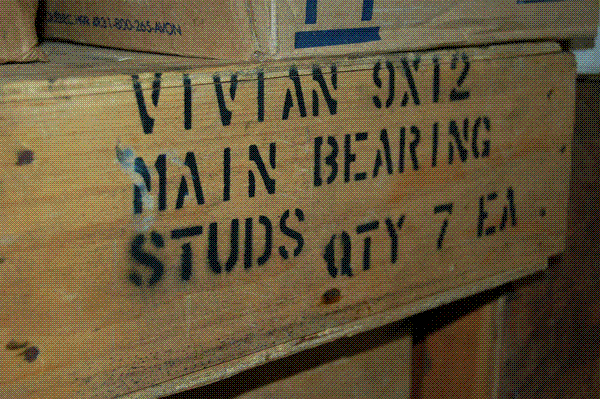 VIVIAN 9X12
MAIN BEARING
STUDS QTY 7 EA